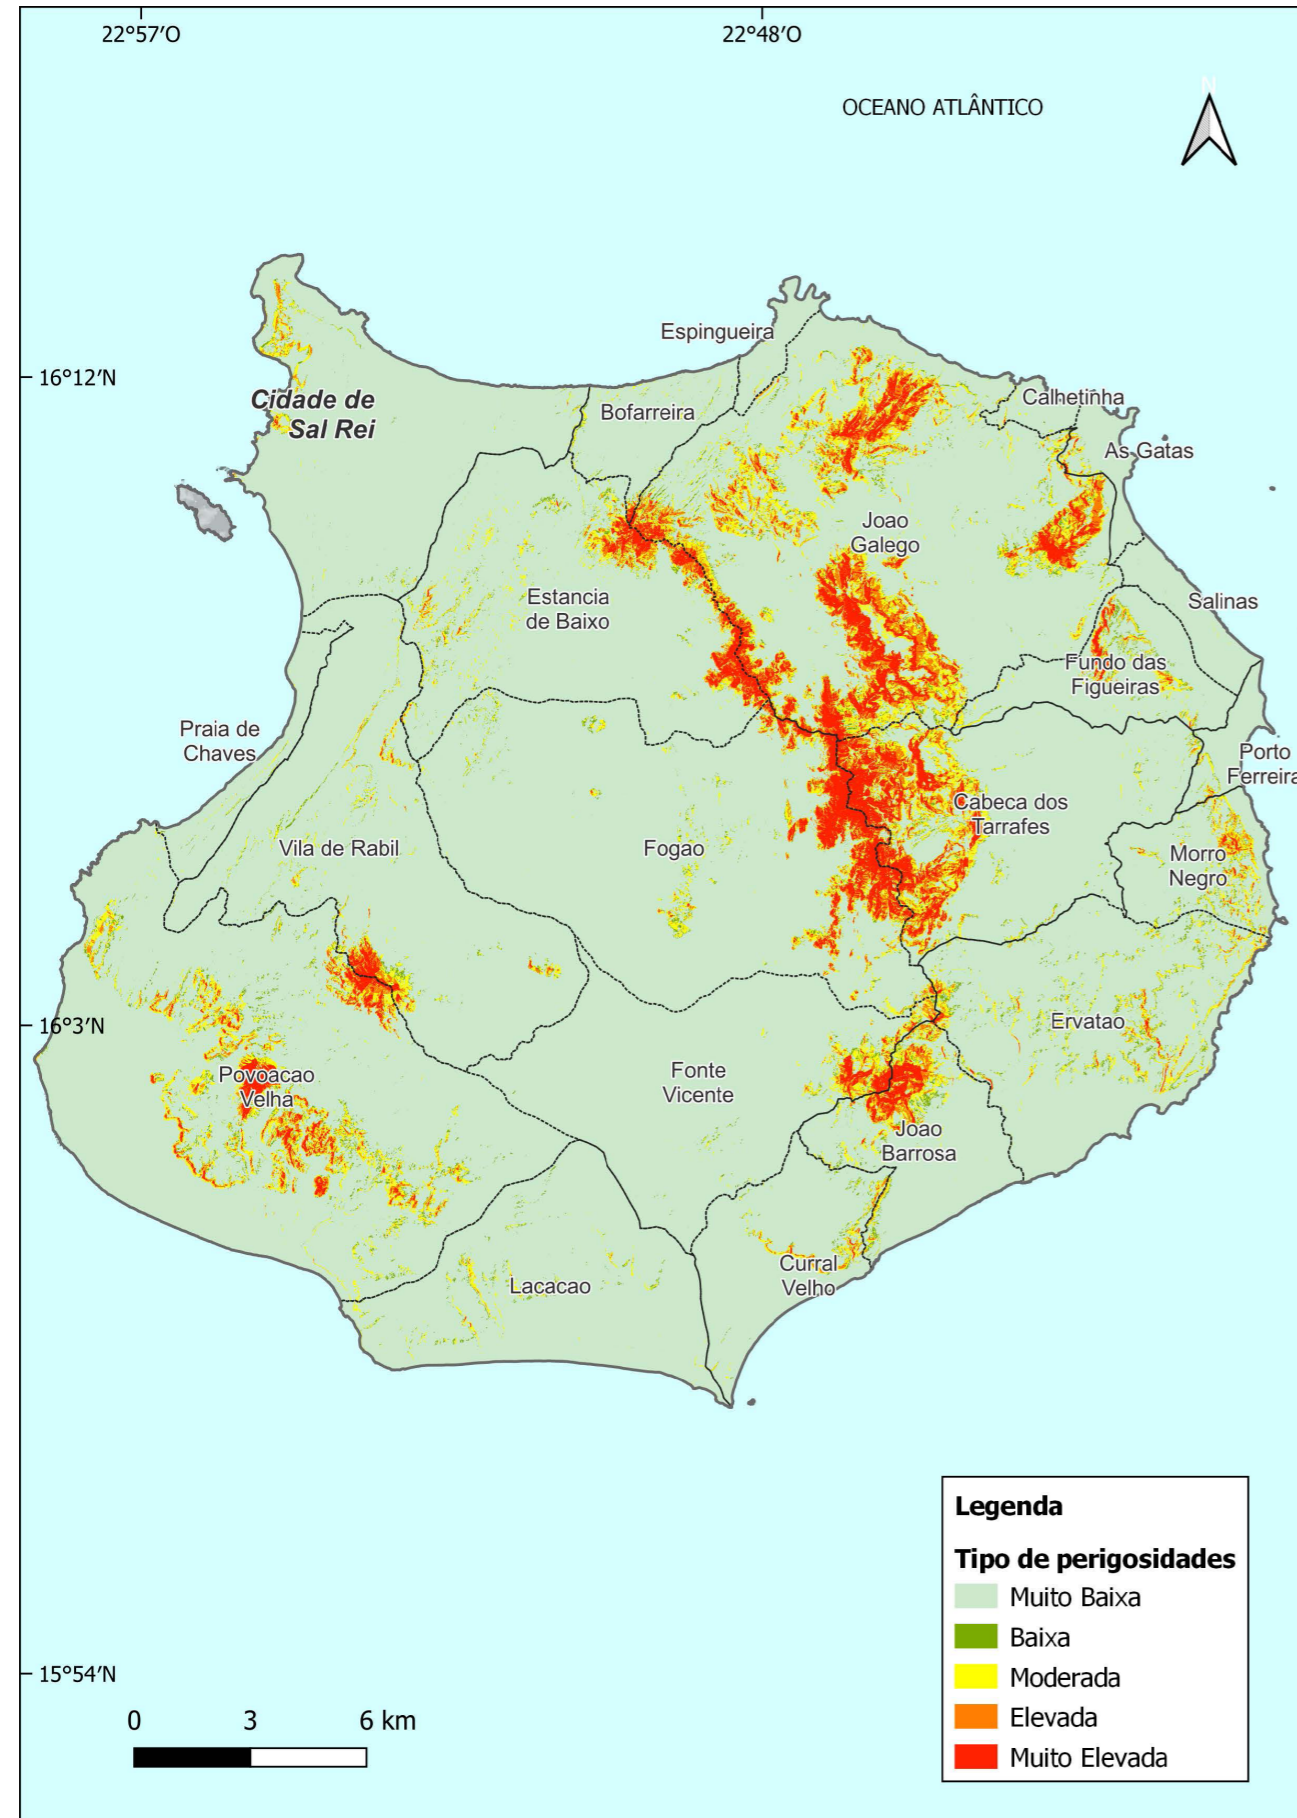 22°57′O
22°48′O
N
OCEANO ATLÂNTICO
Espingueira
16°12′N
Cidade de
Sal Rei
Bofarreira
Calhetinha
As Gatas
Joao
Galego
Estancia
de Baixo
Salinas
Fundo das
Figueiras
Praia de
Chaves
Porto
Ferreira
Cabeca dos
Tarrafes
Vila de Rabil
Fogao
Morro
Negro
16°3′N
Ervatao
Povoacao
Velha
Fonte
Vicente
Joao
Barrosa
Curral
Velho
Lacacao
15°54′N
0 3 6 km
Legenda
Tipo de perigosidades
Muito Baixa
Baixa
Moderada
Elevada
Muito Elevada